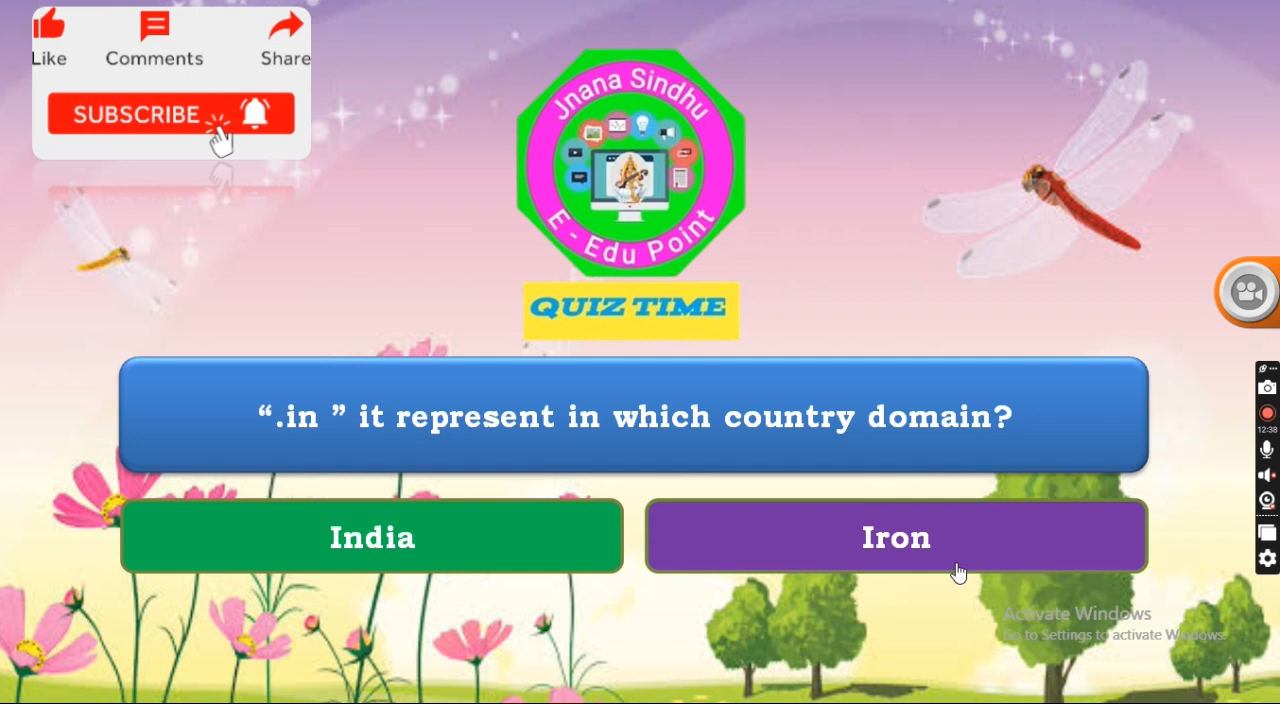 Like Comments Share
SUBSCRIBE
Jnana Sindhu
E - Edu Point
QUIZ TIME
“.in ” it represent in which country domain?
India
Iron
12:38
Activate Windows
Go to Settings to activate Windows.